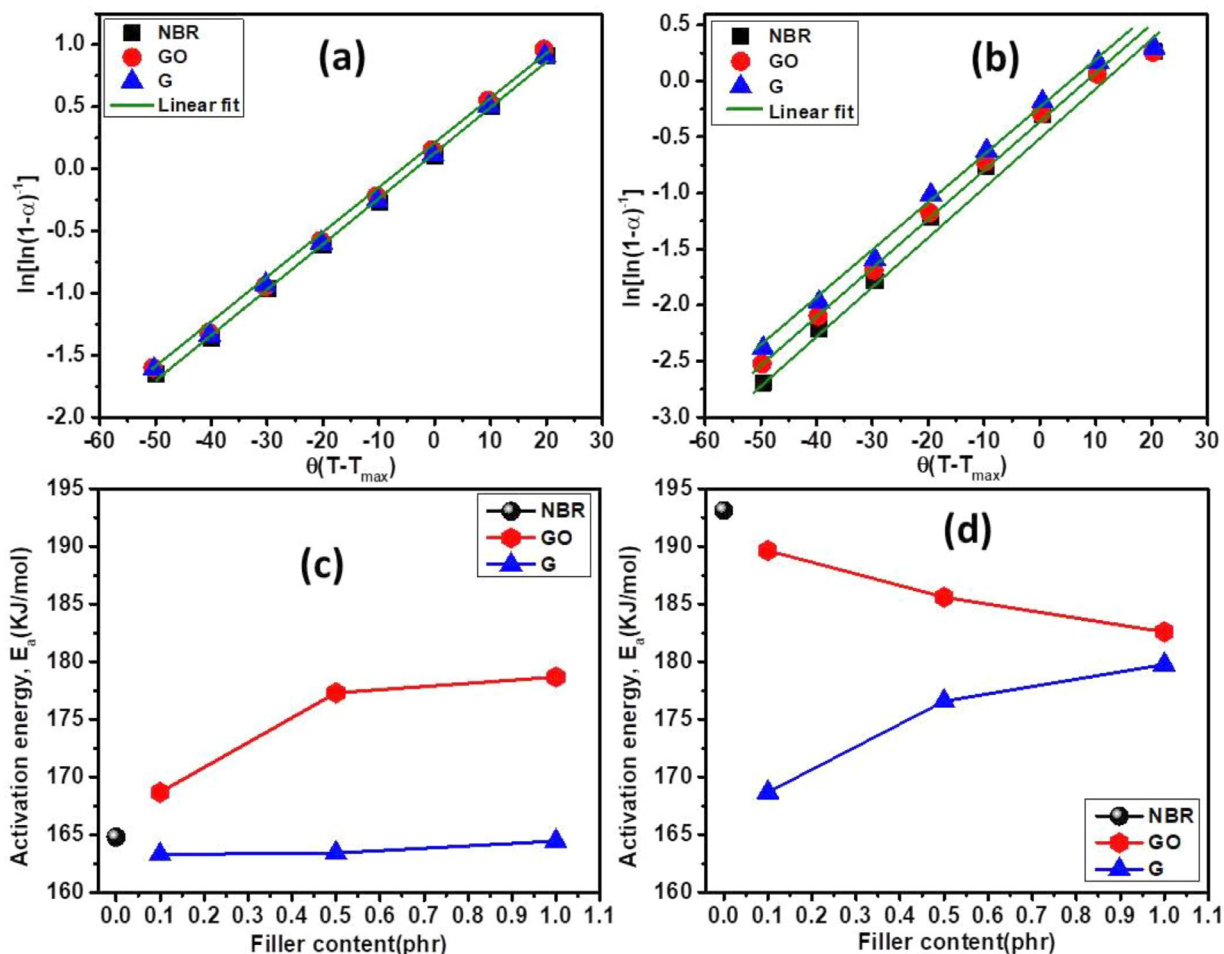 (a)
NBR
GO
G
Linear fit
ln[ln(1-α)⁻¹]
1.0
0.5
0.0
-0.5
-1.0
-1.5
-2.0
-60 -50 -40 -30 -20 -10 0 10 20 30
θ(T-Tmax)
(b)
NBR
GO
G
Linear fit
ln[ln(1-α)⁻¹]
0.5
0.0
-0.5
-1.0
-1.5
-2.0
-2.5
-3.0
-60 -50 -40 -30 -20 -10 0 10 20 30
θ(T-Tmax)
(c)
NBR
GO
G
Activation energy, Ea(KJ/mol)
195
190
185
180
175
170
165
160
0.0 0.1 0.2 0.3 0.4 0.5 0.6 0.7 0.8 0.9 1.0 1.1
Filler content(phr)
(d)
NBR
GO
G
Activation energy, Ea(KJ/mol)
195
190
185
180
175
170
165
160
0.0 0.1 0.2 0.3 0.4 0.5 0.6 0.7 0.8 0.9 1.0 1.1
Filler content(phr)